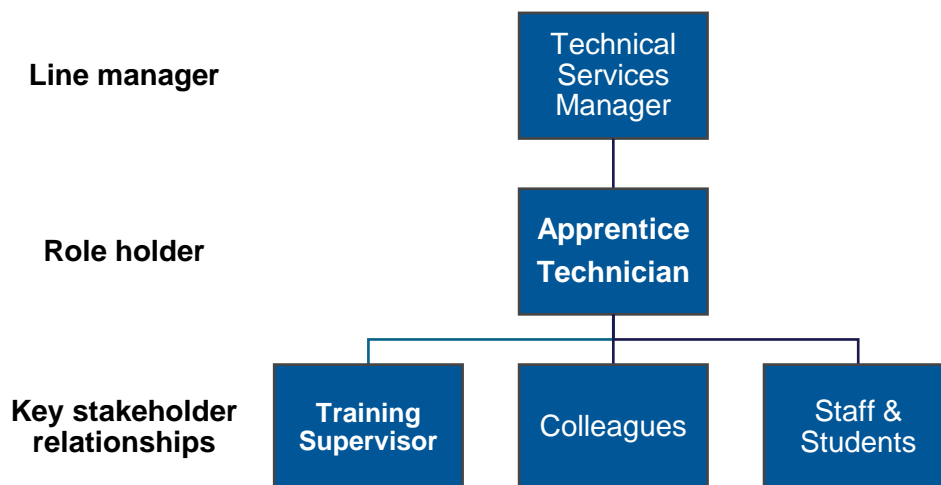 Line manager
Technical
Services
Manager
Role holder
Apprentice
Technician
Key stakeholder
relationships
Training
Supervisor
Colleagues
Staff &
Students